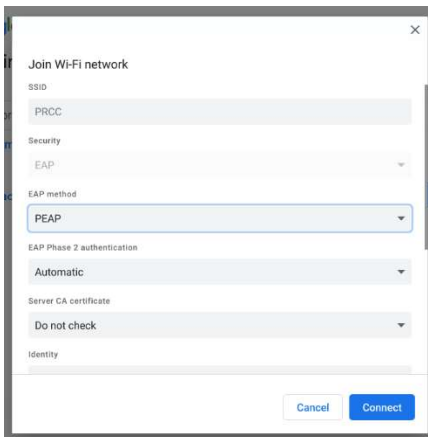 Join Wi-Fi network
SSID
PRCC
Security
EAP
EAP method
PEAP
EAP Phase 2 authentication
Automatic
Server CA certificate
Do not check
Identity
Cancel Connect